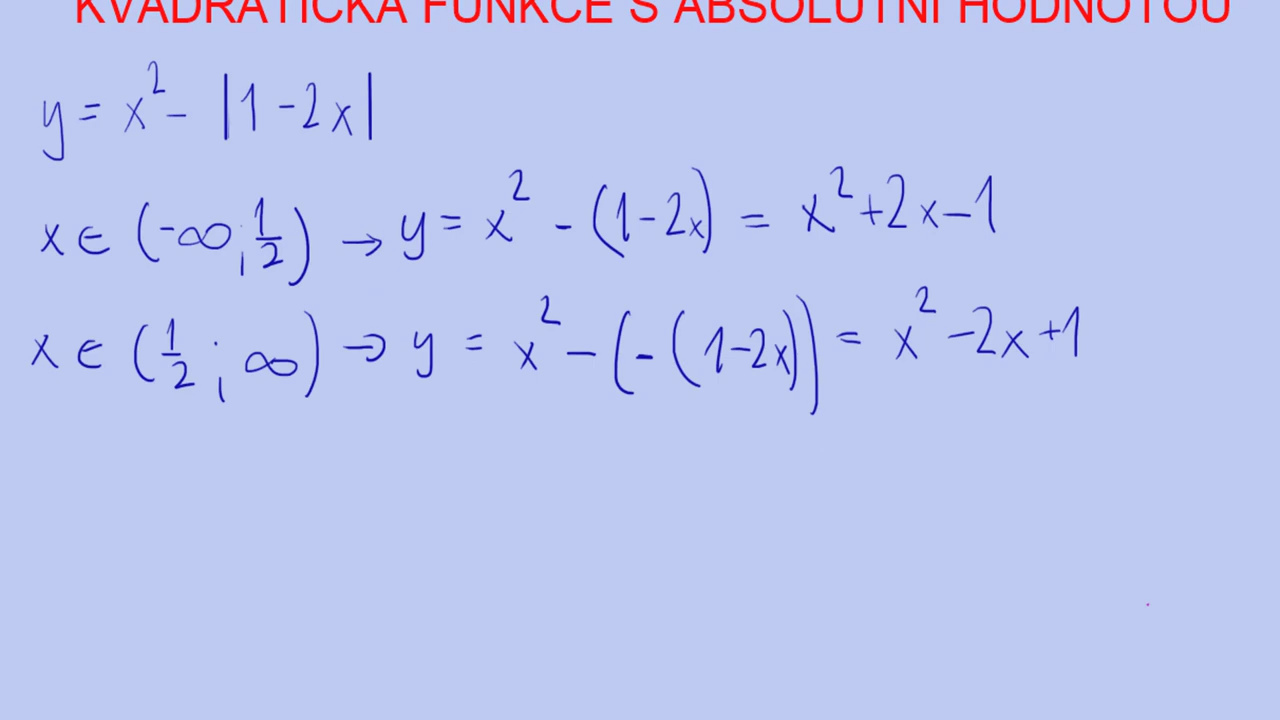 KVADRATICKÁ FUNKCE S ABSOLUTNÍ HODNOTOU
y = x² - |1-2x|
x ∈ (-∞; 1/2) → y = x² - (1-2x) = x²+2x-1
x ∈ (1/2; ∞) → y = x² - (-(1-2x)) = x²-2x+1